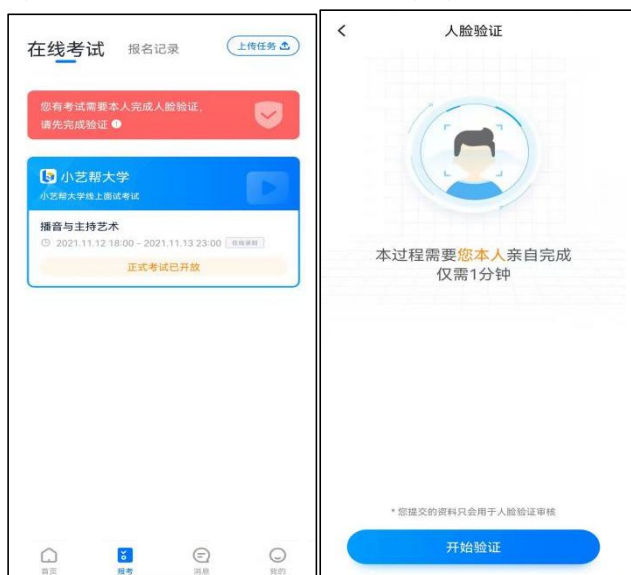 在线考试
报名记录
上传任务
您有考试需要本人完成人脸验证,
请先完成验证
小艺帮大学
小艺帮大学线上面试考试
播音与主持艺术
2021.11.12 18:00 ~ 2021.11.13 23:00
在线录制
正式考试已开放
首页
报考
消息
我的
人脸验证
本过程需要您本人亲自完成
仅需1分钟
* 您提交的资料只会用于人脸验证审核
开始验证